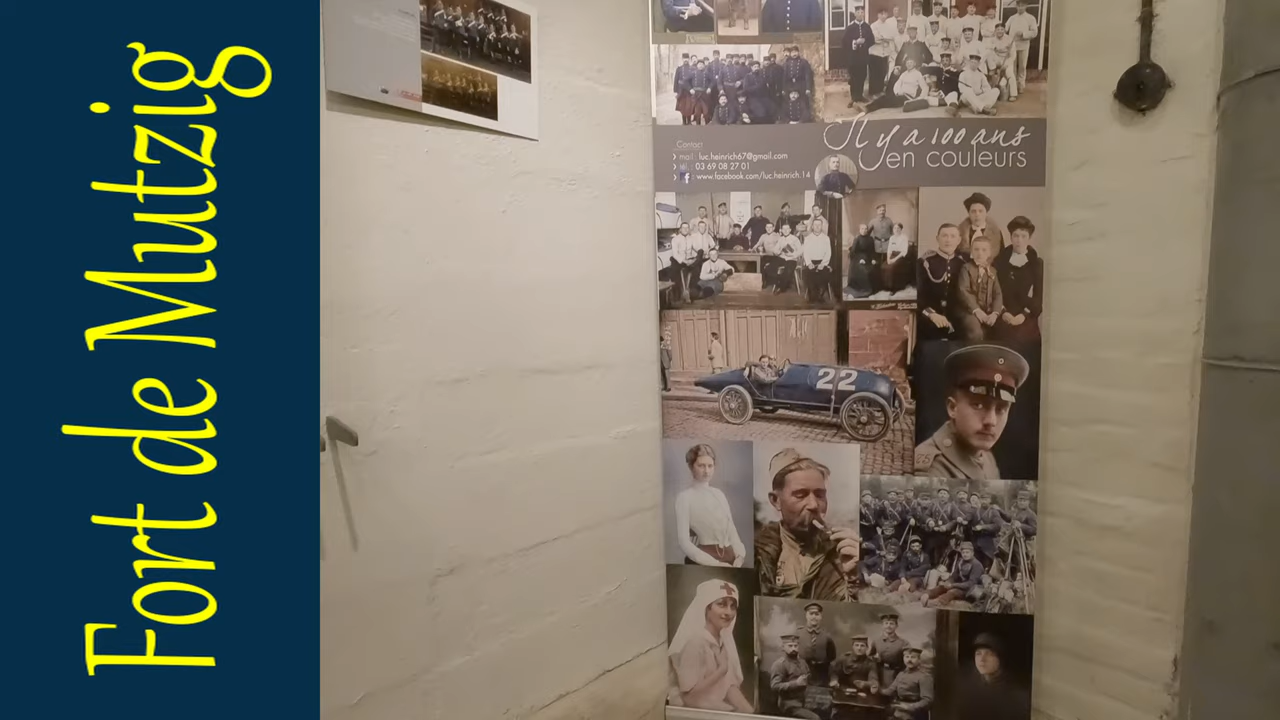 Fort de Mutzig
Il y a 100 ans
en couleurs
Contact
mail : luc.heinrich67@gmail.com
tél. : 03 69 08 27 01
www.facebook.com/luc.heinrich.14
22